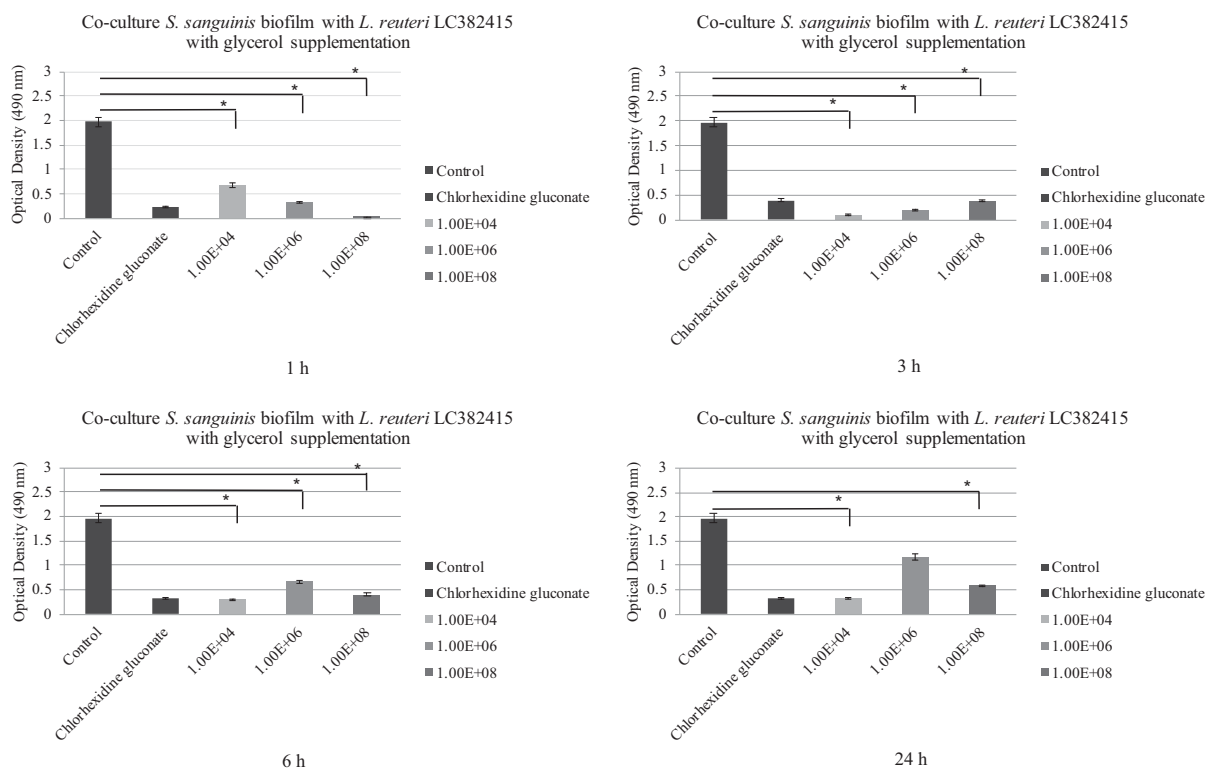 Co-culture S. sanguinis biofilm with L. reuteri LC382415
with glycerol supplementation
Optical Density (490 nm)
3
2.5
2
1.5
1
0.5
0
*
*
*
Control
Chlorhexidine gluconate
1.00E+04
1.00E+06
1.00E+08
Control
Chlorhexidine gluconate
1.00E+04
1.00E+06
1.00E+08
1 h
Co-culture S. sanguinis biofilm with L. reuteri LC382415
with glycerol supplementation
Optical Density (490 nm)
3
2.5
2
1.5
1
0.5
0
*
*
*
Control
Chlorhexidine gluconate
1.00E+04
1.00E+06
1.00E+08
Control
Chlorhexidine gluconate
1.00E+04
1.00E+06
1.00E+08
3 h
Co-culture S. sanguinis biofilm with L. reuteri LC382415
with glycerol supplementation
Optical Density (490 nm)
3
2.5
2
1.5
1
0.5
0
*
*
*
Control
Chlorhexidine gluconate
1.00E+04
1.00E+06
1.00E+08
Control
Chlorhexidine gluconate
1.00E+04
1.00E+06
1.00E+08
6 h
Co-culture S. sanguinis biofilm with L. reuteri LC382415
with glycerol supplementation
Optical Density (490 nm)
3
2.5
2
1.5
1
0.5
0
*
*
Control
Chlorhexidine gluconate
1.00E+04
1.00E+06
1.00E+08
Control
Chlorhexidine gluconate
1.00E+04
1.00E+06
1.00E+08
24 h